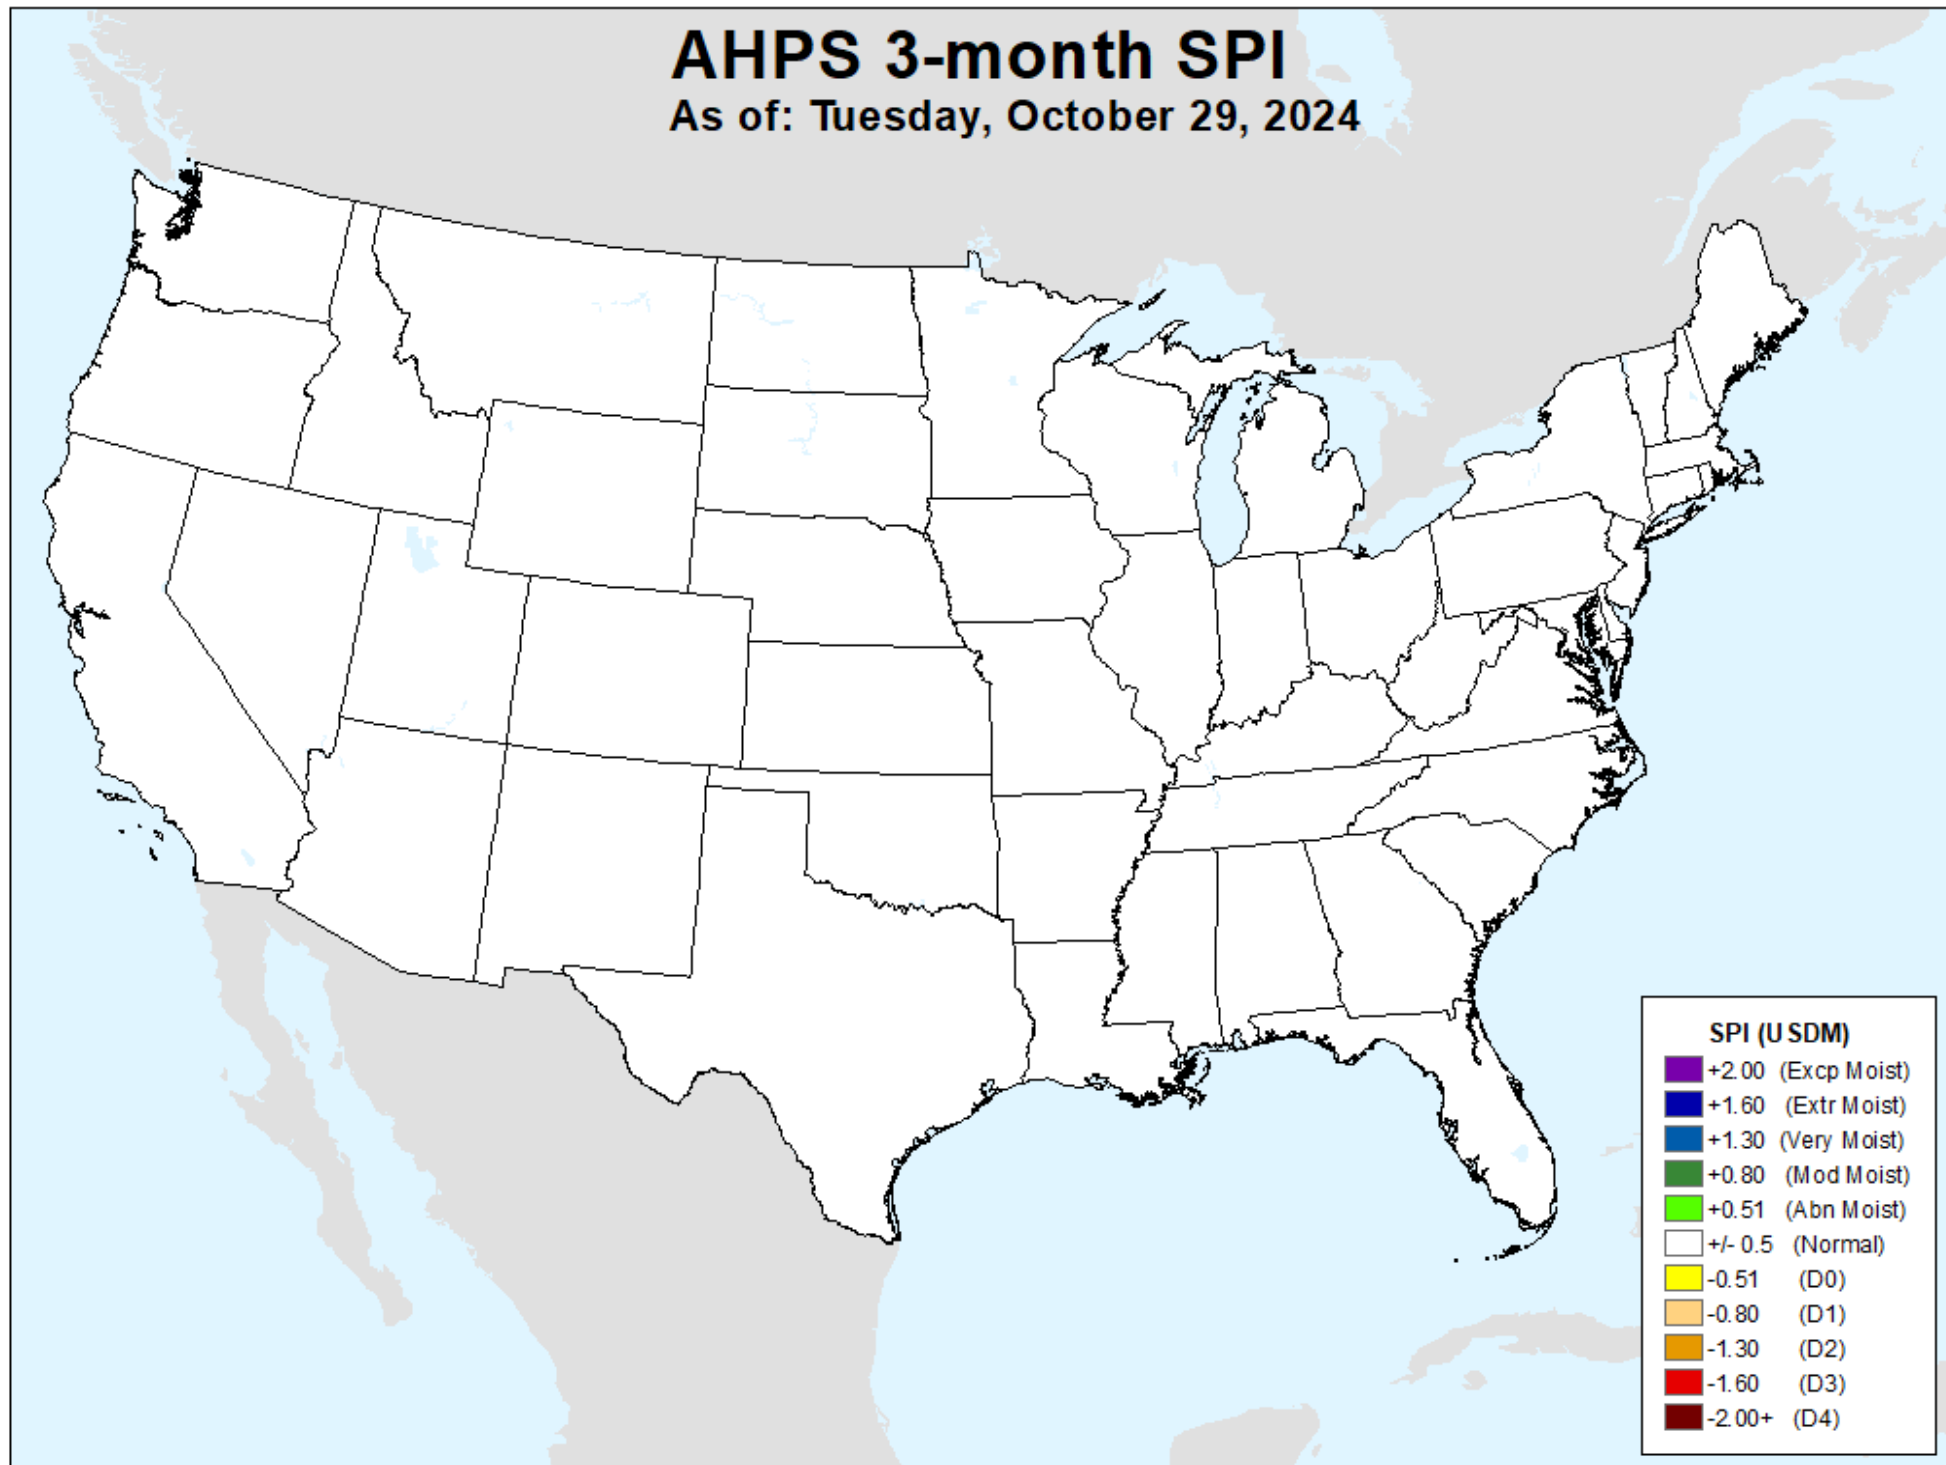 AHPS 3-month SPI
As of: Tuesday, October 29, 2024
SPI (USDM)
+2.00 (Excp Moist)
+1.60 (Extr Moist)
+1.30 (Very Moist)
+0.80 (Mod Moist)
+0.51 (Abn Moist)
+/- 0.5 (Normal)
-0.51 (D0)
-0.80 (D1)
-1.30 (D2)
-1.60 (D3)
-2.00+ (D4)